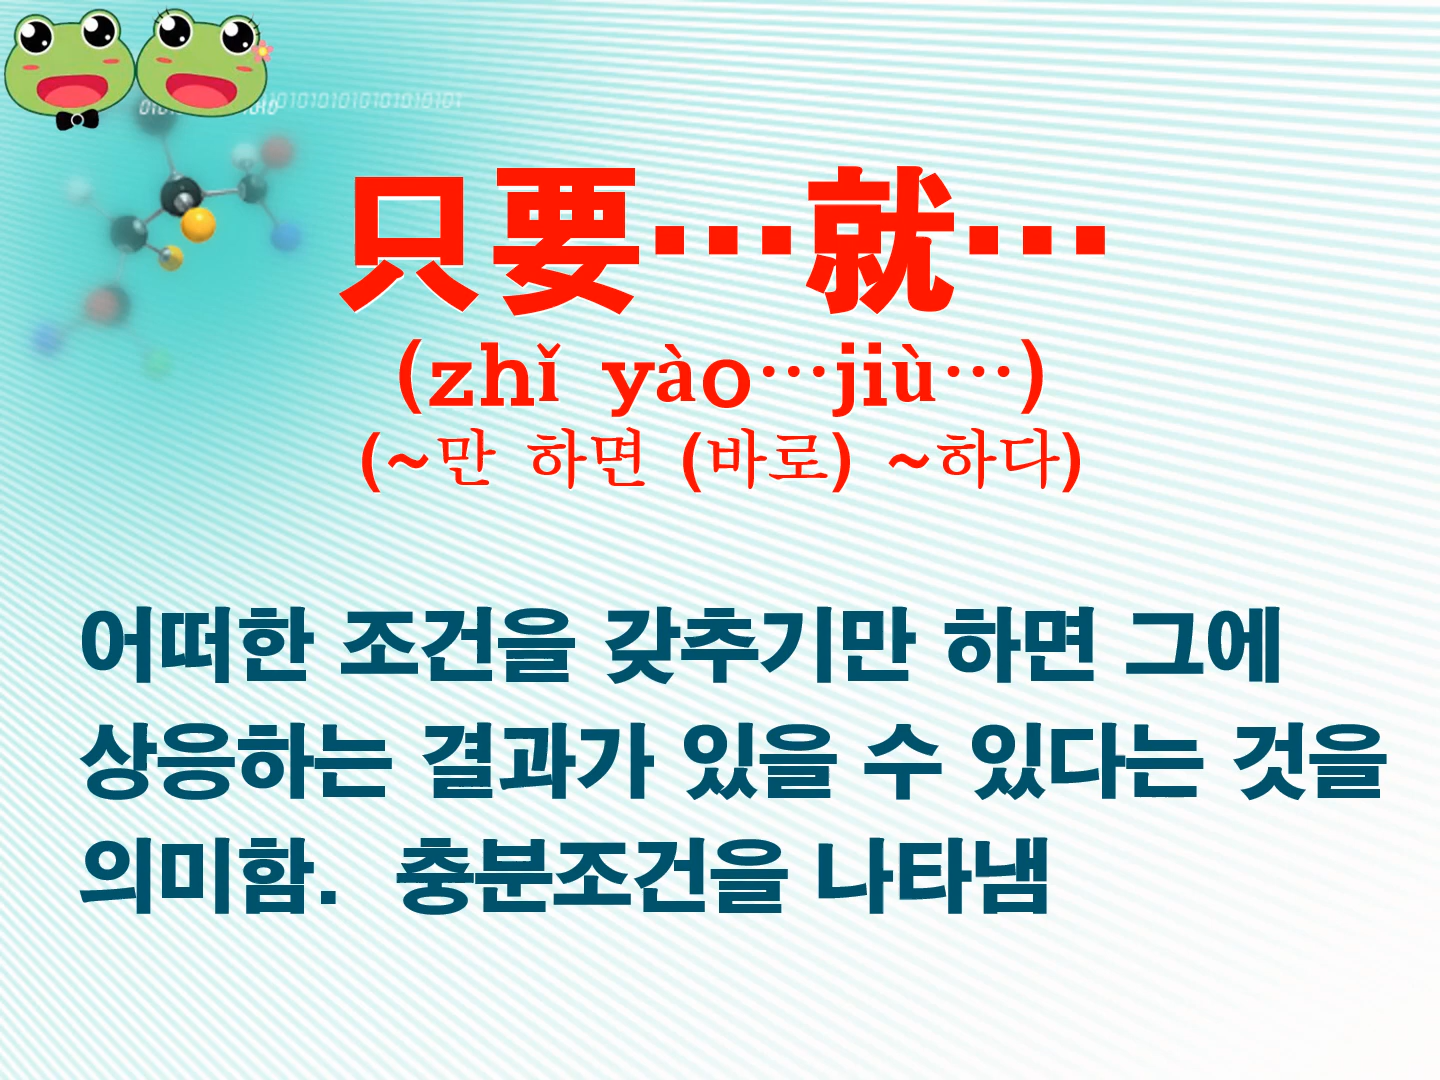 只要…就…
(zhǐ yào…jiù…)
(~만 하면 (바로) ~하다)
어떠한 조건을 갖추기만 하면 그에
상응하는 결과가 있을 수 있다는 것을
의미함. 충분조건을 나타냄